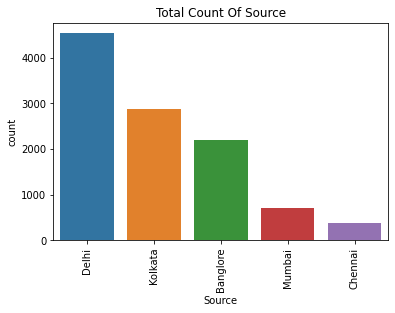 Total Count Of Source
count
4000
3000
2000
1000
0
Delhi
Kolkata
Banglore
Mumbai
Chennai
Source